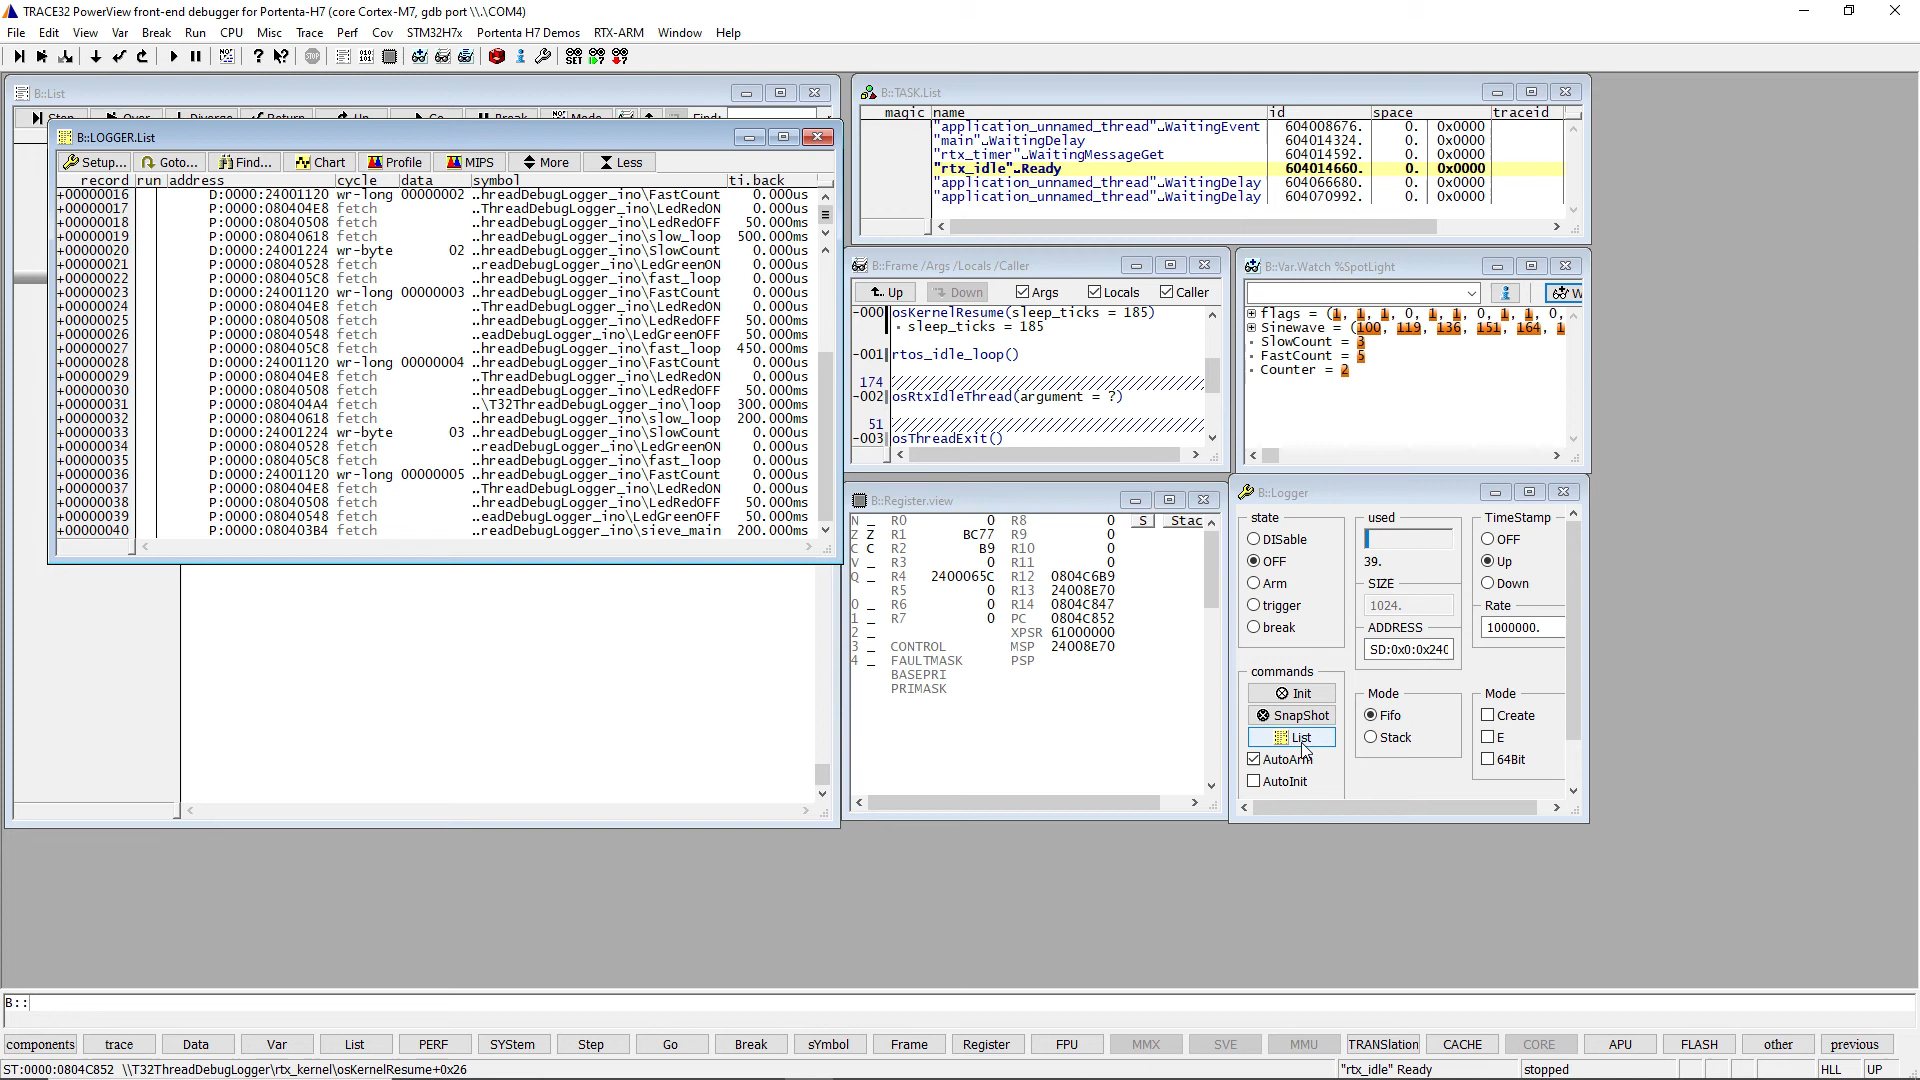 TRACE32 PowerView front-end debugger for Portenta-H7 (core Cortex-M7, gdb port \\.\COM4)
File Edit View Var Break Run CPU Misc Trace Perf Cov STM32H7x Portenta H7 Demos RTX-ARM Window Help
B::List
B::LOGGER.List
Setup... Goto... Find... Chart Profile MIPS More Less
record run address cycle data symbol ti.back
+00000016 D:0000:24001120 wr-long 00000002 ..hreadDebugLogger_ino\FastCount 0.000us
+00000017 P:0000:080404E8 fetch ..ThreadDebugLogger_ino\LedRedON 0.000us
+00000018 P:0000:08040508 fetch ..hreadDebugLogger_ino\LedRedOFF 50.000ms
+00000019 P:0000:08040618 fetch ..hreadDebugLogger_ino\slow_loop 500.000ms
+00000020 D:0000:24001224 wr-byte 02 ..hreadDebugLogger_ino\SlowCount 0.000us
+00000021 P:0000:08040528 fetch ..readDebugLogger_ino\LedGreenON 0.000us
+00000022 P:0000:080405C8 fetch ..hreadDebugLogger_ino\fast_loop 0.000us
+00000023 D:0000:24001120 wr-long 00000003 ..hreadDebugLogger_ino\FastCount 0.000us
+00000024 P:0000:080404E8 fetch ..ThreadDebugLogger_ino\LedRedON 0.000us
+00000025 P:0000:08040508 fetch ..hreadDebugLogger_ino\LedRedOFF 50.000ms
+00000026 P:0000:08040548 fetch ..eadDebugLogger_ino\LedGreenOFF 50.000ms
+00000027 P:0000:080405C8 fetch ..hreadDebugLogger_ino\fast_loop 450.000ms
+00000028 D:0000:24001120 wr-long 00000004 ..hreadDebugLogger_ino\FastCount 0.000us
+00000029 P:0000:080404E8 fetch ..ThreadDebugLogger_ino\LedRedON 0.000us
+00000030 P:0000:08040508 fetch ..hreadDebugLogger_ino\LedRedOFF 50.000ms
+00000031 P:0000:080404A4 fetch ..\T32ThreadDebugLogger_ino\loop 300.000ms
+00000032 P:0000:08040618 fetch ..hreadDebugLogger_ino\slow_loop 200.000ms
+00000033 D:0000:24001224 wr-byte 03 ..hreadDebugLogger_ino\SlowCount 0.000us
+00000034 P:0000:08040528 fetch ..readDebugLogger_ino\LedGreenON 0.000us
+00000035 P:0000:080405C8 fetch ..hreadDebugLogger_ino\fast_loop 0.000us
+00000036 D:0000:24001120 wr-long 00000005 ..hreadDebugLogger_ino\FastCount 0.000us
+00000037 P:0000:080404E8 fetch ..ThreadDebugLogger_ino\LedRedON 0.000us
+00000038 P:0000:08040508 fetch ..hreadDebugLogger_ino\LedRedOFF 50.000ms
+00000039 P:0000:08040548 fetch ..eadDebugLogger_ino\LedGreenOFF 50.000ms
+00000040 P:0000:080403B4 fetch ..readDebugLogger_ino\sieve_main 200.000ms
B::TASK.List
magic name id space traceid
"application_unnamed_thread"␣WaitingEvent 604008676. 0. 0x0000
"main"␣WaitingDelay 604014324. 0. 0x0000
"rtx_timer"␣WaitingMessageGet 604014592. 0. 0x0000
"rtx_idle"␣Ready 604014660. 0. 0x0000
"application_unnamed_thread"␣WaitingDelay 604066680. 0. 0x0000
"application_unnamed_thread"␣WaitingDelay 604070992. 0. 0x0000
B::Frame /Args /Locals /Caller
Up Down Args Locals Caller
-000 osKernelResume(sleep_ticks = 185)
sleep_ticks = 185
-001 rtos_idle_loop()
174
-002 osRtxIdleThread(argument = ?)
51
-003 osThreadExit()
B::Var.Watch %SpotLight
W
flags = (1, 1, 1, 0, 1, 1, 0, 1, 1, 0,
Sinewave = (100, 119, 136, 151, 164, 1
SlowCount = 3
FastCount = 5
Counter = 2
B::Register.view
N _ R0 0 R8 0 S Stac
Z Z R1 BC77 R9 0
C C R2 B9 R10 0
V _ R3 0 R11 0
Q _ R4 2400065C R12 0804C6B9
R5 0 R13 24008E70
0 _ R6 0 R14 0804C847
1 _ R7 0 PC 0804C852
2 _ XPSR 61000000
3 _ CONTROL MSP 24008E70
4 _ FAULTMASK PSP
BASEPRI
PRIMASK
B::Logger
state used TimeStamp
DISable OFF
OFF 39. Up
Arm SIZE Down
trigger 1024. Rate
break ADDRESS 1000000.
SD:0x0:0x240
commands
Init Mode Mode
SnapShot Fifo Create
List Stack E
AutoArm 64Bit
AutoInit
B::
components trace Data Var List PERF SYStem Step Go Break sYmbol Frame Register FPU MMX SVE MMU TRANSlation CACHE CORE APU FLASH other previous
ST:0000:0804C852 \\T32ThreadDebugLogger\rtx_kernel\osKernelResume+0x26 "rtx_idle" Ready stopped HLL UP